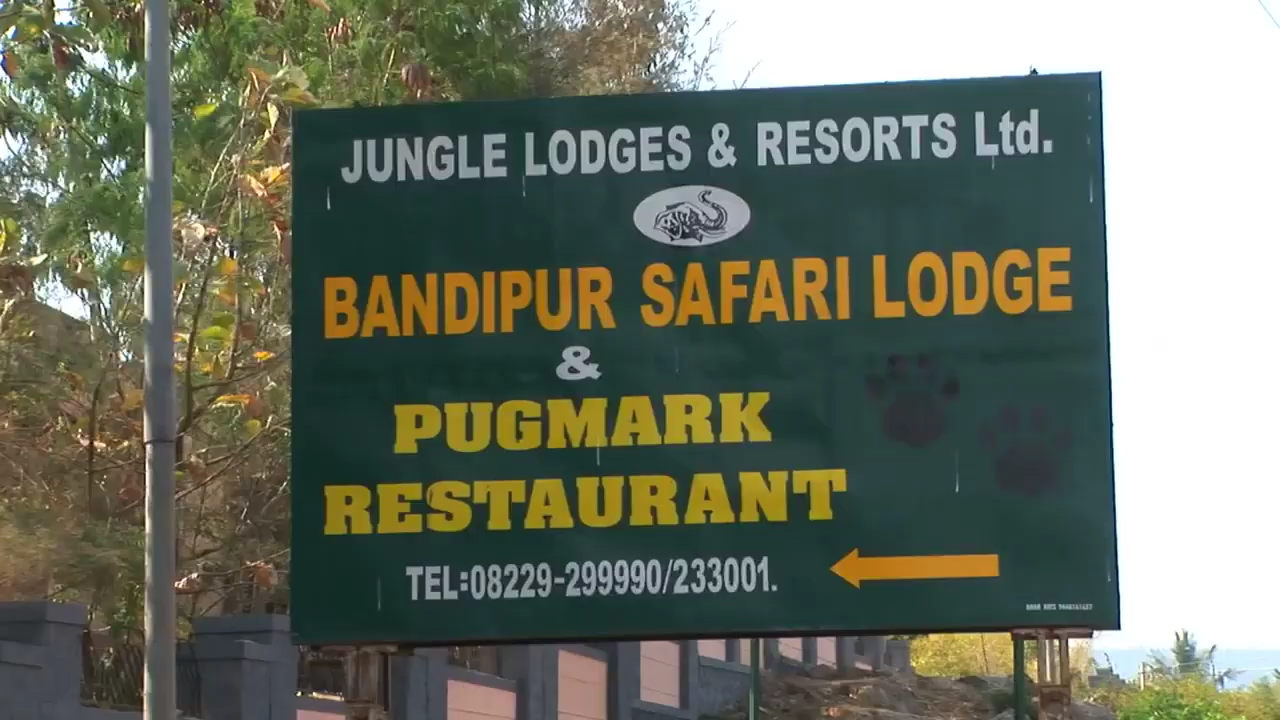 JUNGLE LODGES & RESORTS Ltd.
BANDIPUR SAFARI LODGE
&
PUGMARK
RESTAURANT
TEL:08229-299990/233001.